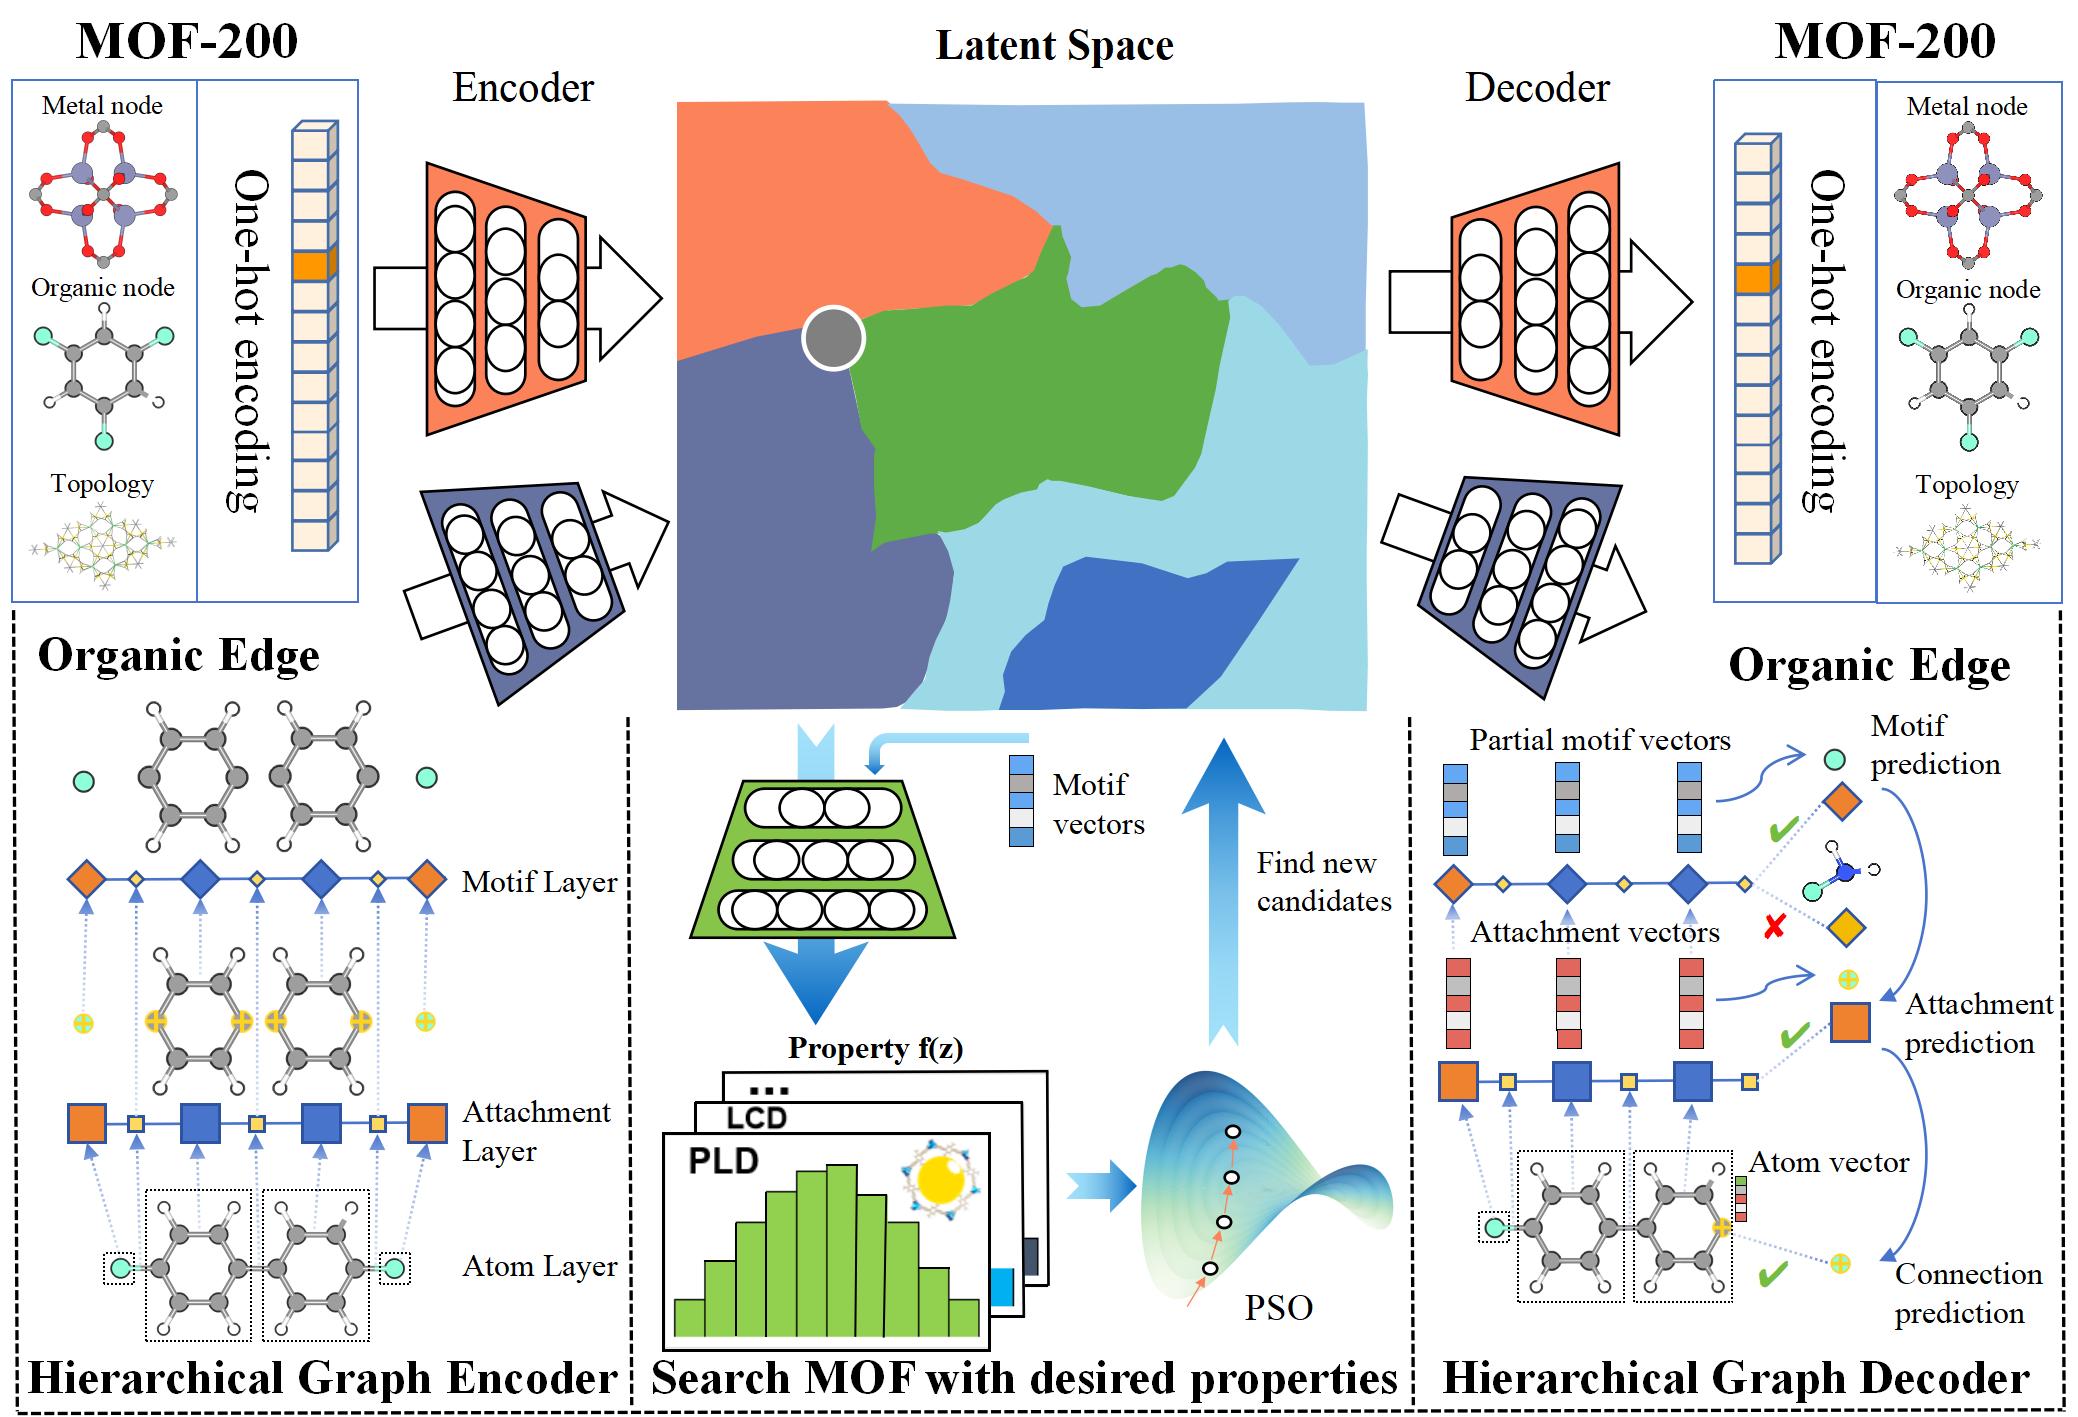 MOF-200
Metal node
Organic node
Topology
One-hot encoding
Encoder
Latent Space
Decoder
MOF-200
One-hot encoding
Metal node
Organic node
Topology
Organic Edge
Motif Layer
Attachment
Layer
Atom Layer
Hierarchical Graph Encoder
Motif
vectors
Find new
candidates
Property f(z)
...
LCD
PLD
PSO
Search MOF with desired properties
Organic Edge
Partial motif vectors
Motif
prediction
Attachment vectors
Attachment
prediction
Atom vector
Connection
prediction
Hierarchical Graph Decoder